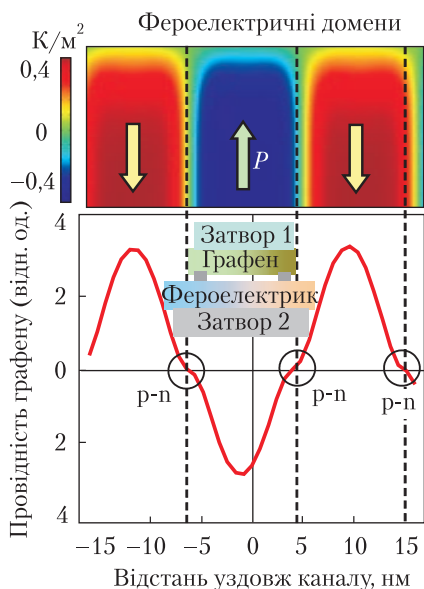 Фероелектричні домени
К/м²
0,4
0
−0,4
P
4
2
0
2
4
Провідність графену (відн. од.)
Затвор 1
Графен
Фероелектрик
Затвор 2
p-n
p-n
p-n
−15 −10 −5 0 5 10 15
Відстань уздовж каналу, нм